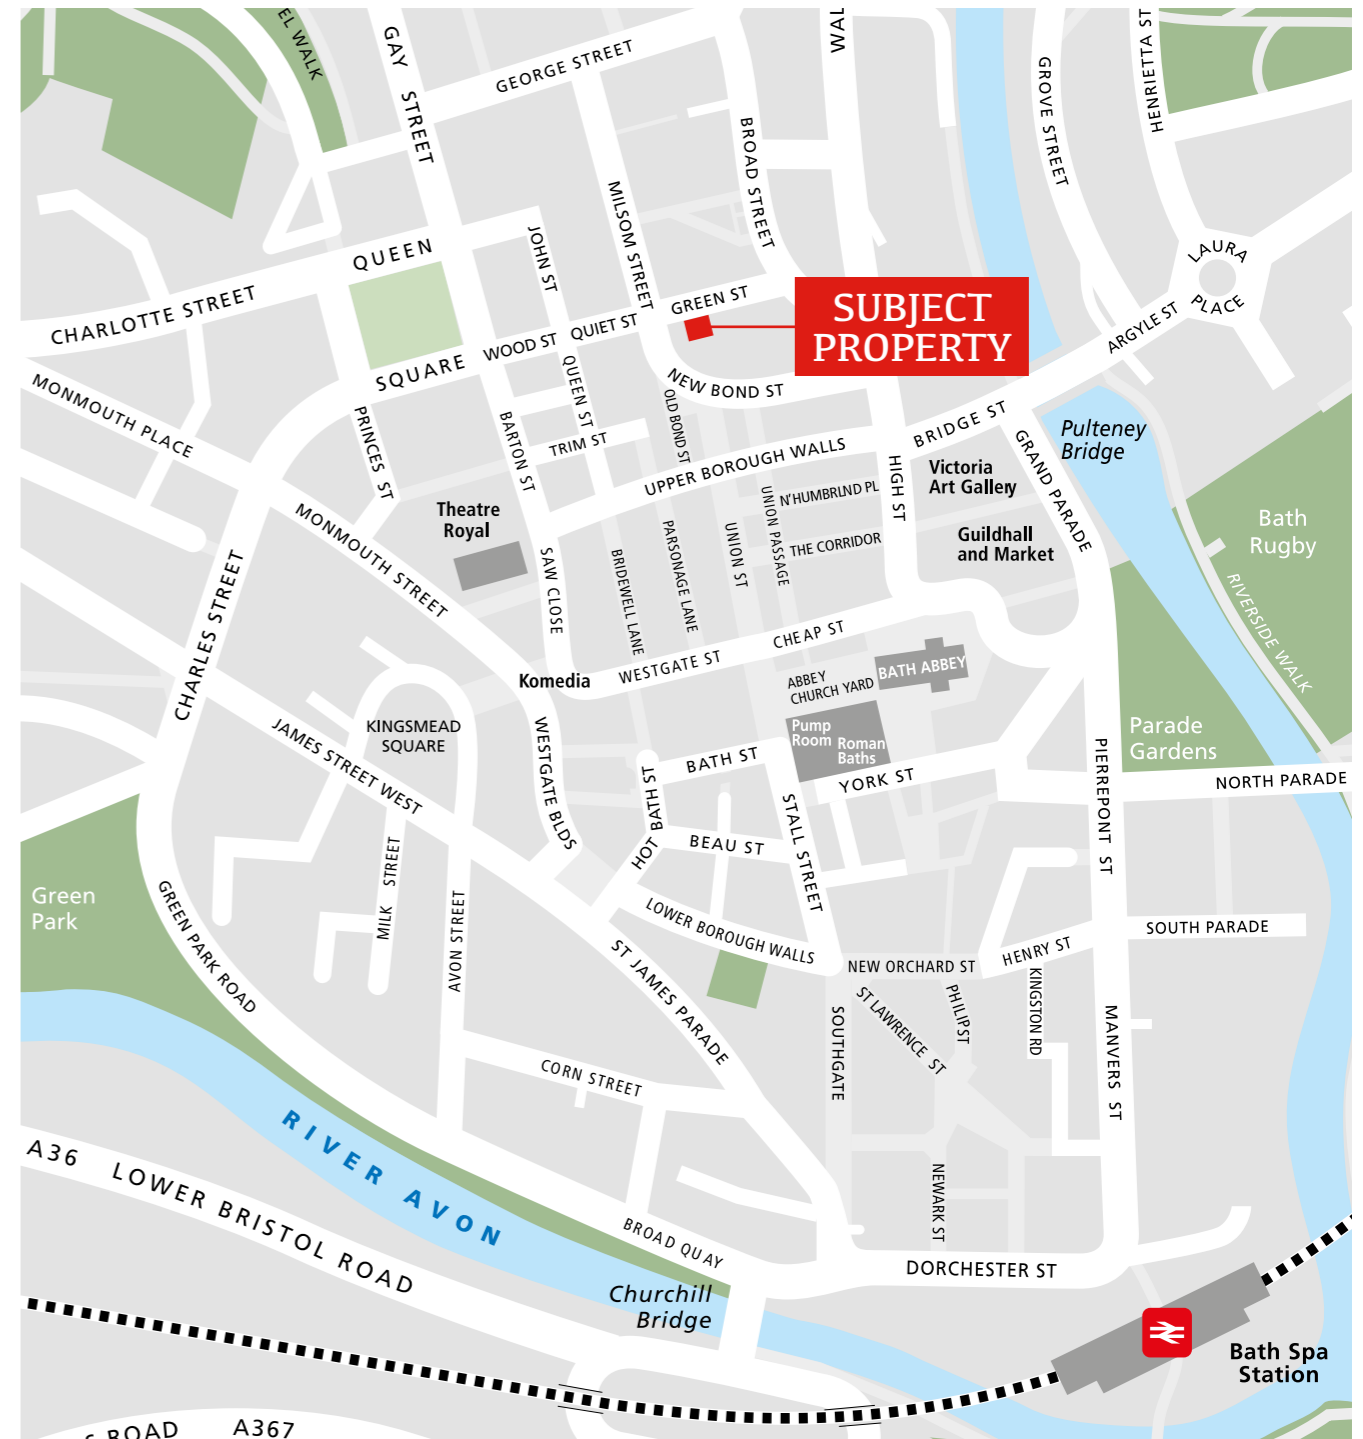 EL WALK
GAY STREET
GEORGE STREET
WAL
GROVE STREET
HENRIETTA ST
BROAD STREET
MILSOM STREET
JOHN ST
QUEEN
SQUARE
CHARLOTTE STREET
GREEN ST
QUIET ST
WOOD ST
SUBJECT
PROPERTY
LAURA
PLACE
ARGYLE ST
MONMOUTH PLACE
PRINCES ST
BARTON ST
QUEEN ST
TRIM ST
NEW BOND ST
OLD BOND ST
UPPER BOROUGH WALLS
BRIDGE ST
HIGH ST
GRAND PARADE
Pulteney
Bridge
Victoria
Art Gallery
Guildhall
and Market
N'HUMBRLND PL
THE CORRIDOR
UNION PASSAGE
UNION ST
PARSONAGE LANE
BRIDEWELL LANE
SAW CLOSE
Theatre
Royal
MONMOUTH STREET
CHARLES STREET
Bath
Rugby
RIVERSIDE WALK
CHEAP ST
WESTGATE ST
Komedia
ABBEY
CHURCH YARD
BATH ABBEY
Pump
Room
Roman
Baths
KINGSMEAD
SQUARE
JAMES STREET WEST
WESTGATE BLDS
BATH ST
HOT BATH ST
YORK ST
STALL STREET
BEAU ST
Parade
Gardens
NORTH PARADE
PIERREPONT ST
MILK STREET
AVON STREET
Green
Park
GREEN PARK ROAD
LOWER BOROUGH WALLS
ST JAMES PARADE
NEW ORCHARD ST
HENRY ST
SOUTH PARADE
KINGSTON RD
PHILIP ST
ST LAWRENCE ST
SOUTHGATE
MANVERS ST
CORN STREET
NEWARK ST
RIVER AVON
A36 LOWER BRISTOL ROAD
BROAD QUAY
DORCHESTER ST
Churchill
Bridge
Bath Spa
Station
S ROAD A367